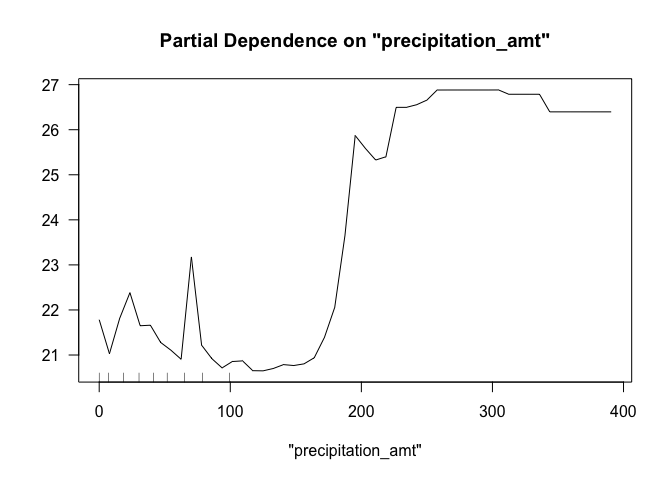 Partial Dependence on "precipitation_amt"
27
26
25
24
23
22
21
0 100 200 300 400
"precipitation_amt"